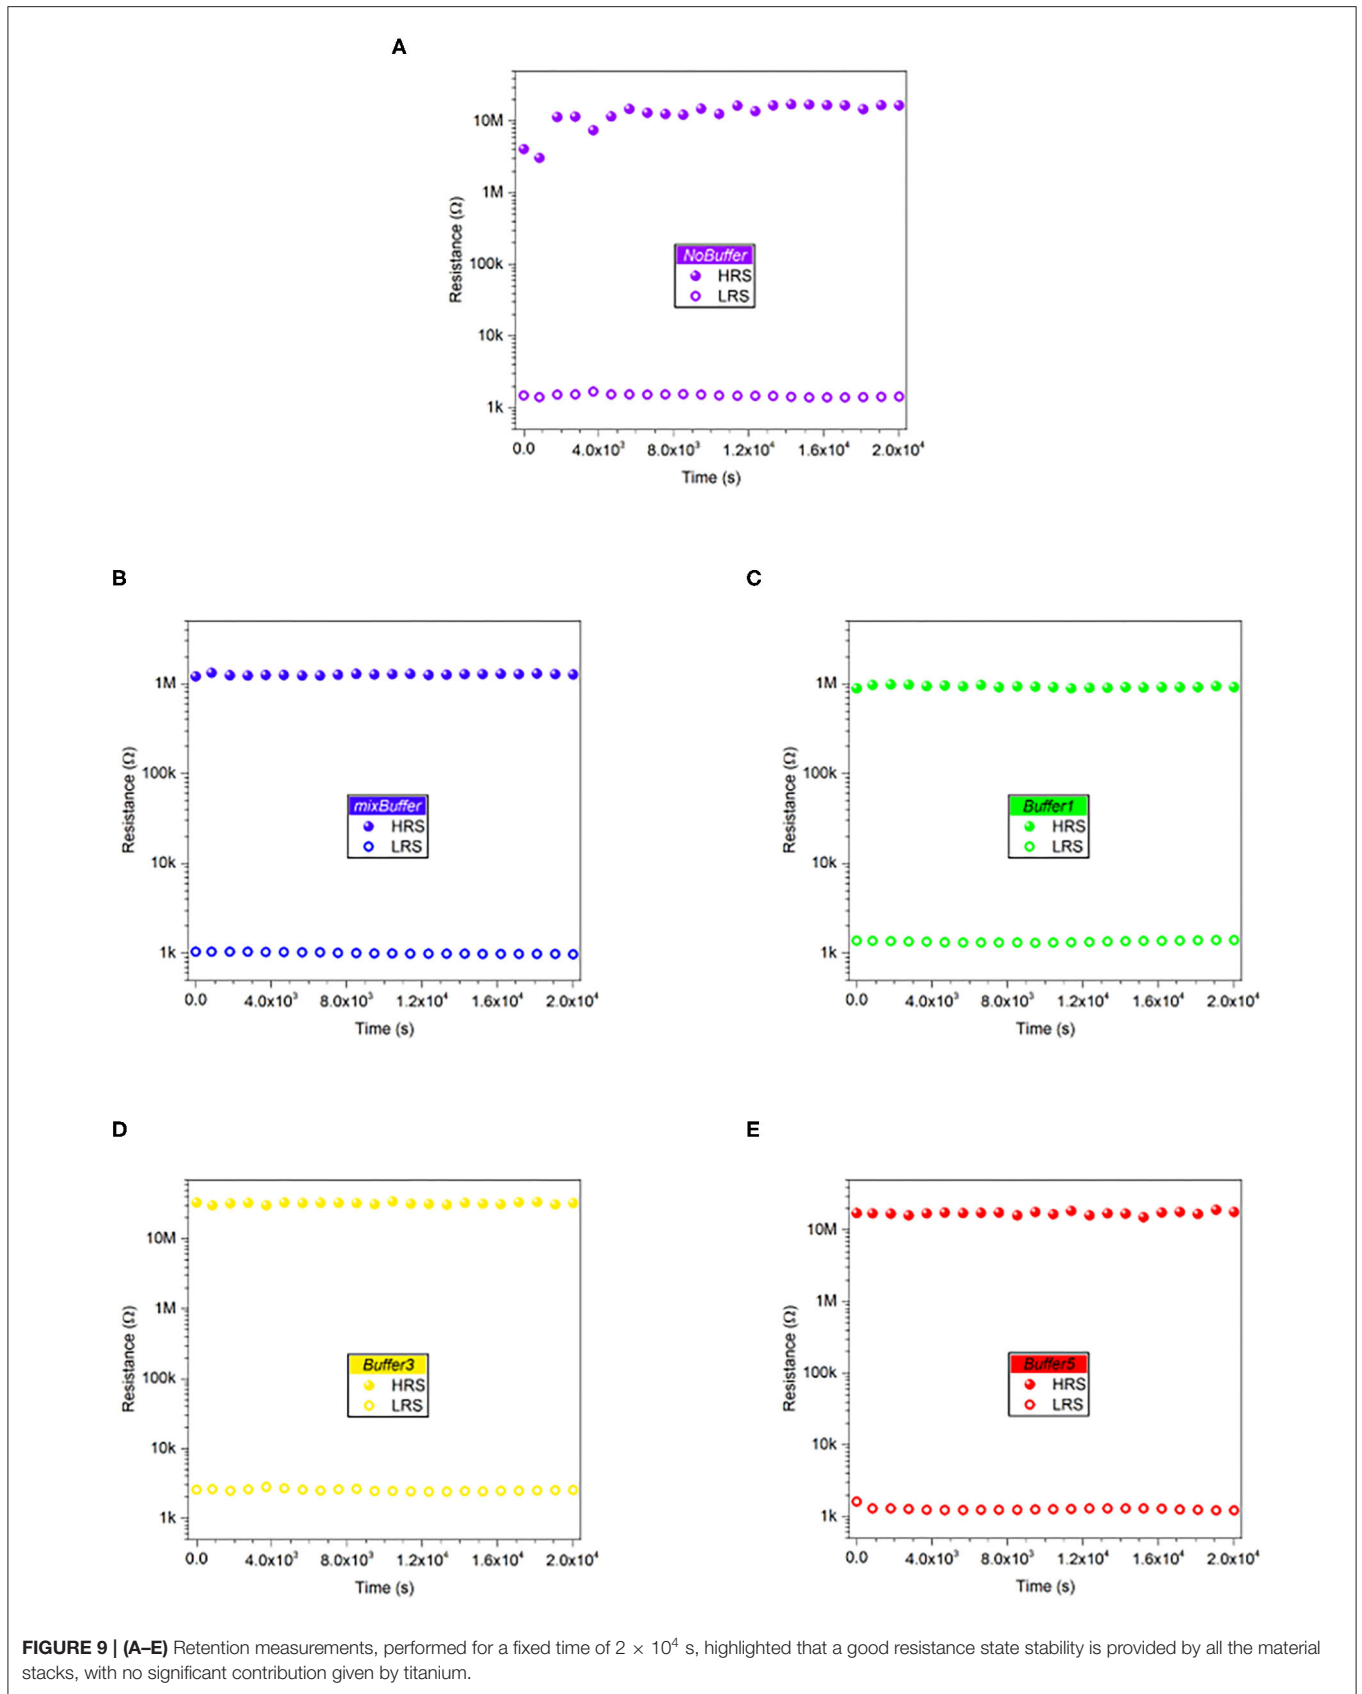 A
10M
1M
100k
10k
1k
Resistance (Ω)
NoBuffer
HRS
LRS
0.0 4.0x10³ 8.0x10³ 1.2x10⁴ 1.6x10⁴ 2.0x10⁴
Time (s)
B
1M
100k
10k
1k
Resistance (Ω)
mixBuffer
HRS
LRS
0.0 4.0x10³ 8.0x10³ 1.2x10⁴ 1.6x10⁴ 2.0x10⁴
Time (s)
C
1M
100k
10k
1k
Resistance (Ω)
Buffer1
HRS
LRS
0.0 4.0x10³ 8.0x10³ 1.2x10⁴ 1.6x10⁴ 2.0x10⁴
Time (s)
D
10M
1M
100k
10k
1k
Resistance (Ω)
Buffer3
HRS
LRS
0.0 4.0x10³ 8.0x10³ 1.2x10⁴ 1.6x10⁴ 2.0x10⁴
Time (s)
E
10M
1M
100k
10k
1k
Resistance (Ω)
Buffer5
HRS
LRS
0.0 4.0x10³ 8.0x10³ 1.2x10⁴ 1.6x10⁴ 2.0x10⁴
Time (s)
FIGURE 9 | (A–E) Retention measurements, performed for a fixed time of 2 × 10⁴ s, highlighted that a good resistance state stability is provided by all the material
stacks, with no significant contribution given by titanium.